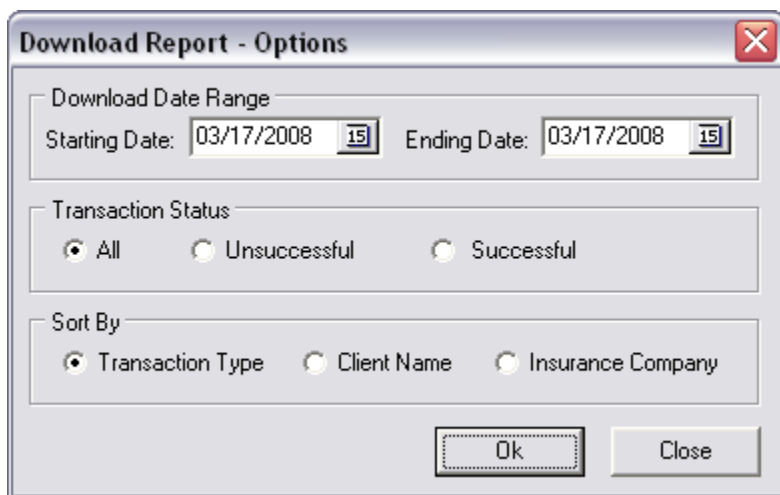 Download Report - Options
Download Date Range
Starting Date: 03/17/2008 15 Ending Date: 03/17/2008 15
Transaction Status
All Unsuccessful Successful
Sort By
Transaction Type Client Name Insurance Company
Ok Close